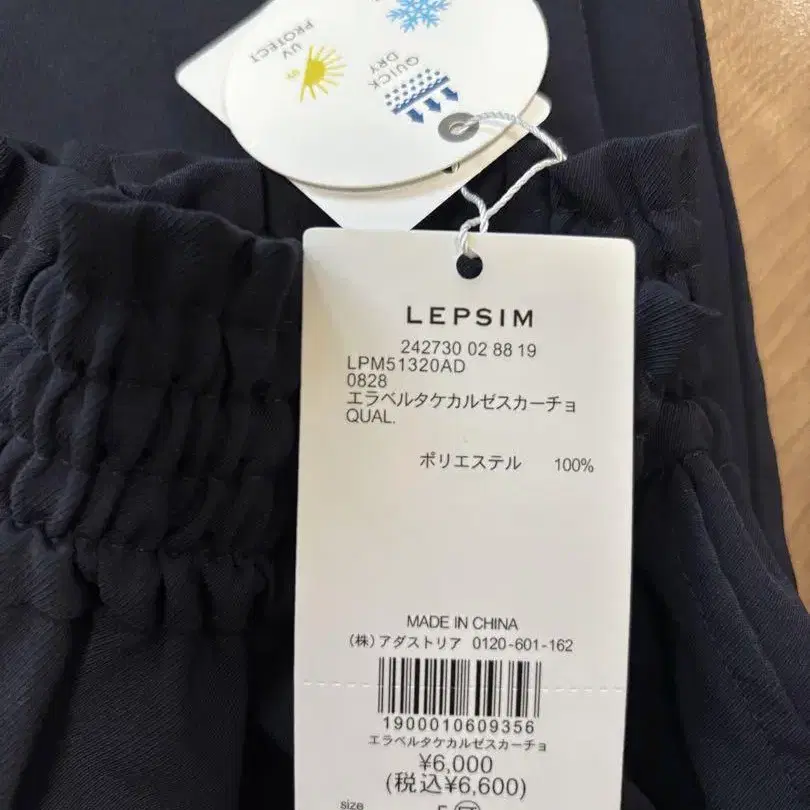 UV PROTECT
QUICK DRY
LEPSIM
242730 02 88 19
LPM51320AD
0828
エラベルタケカルゼスカーチョ
QUAL.
ポリエステル 100%
MADE IN CHINA
(株)アダストリア 0120-601-162
1900010609356
エラベルタケカルゼスカーチョ
¥6,000
(税込¥6,600)
size